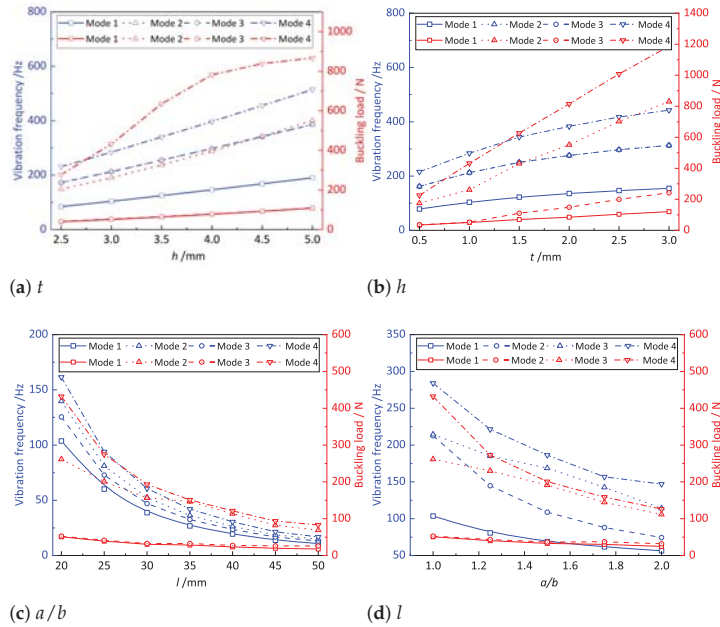 Mode 1 Mode 2 Mode 3 Mode 4
Mode 1 Mode 2 Mode 3 Mode 4
Vibration frequency /Hz
800
600
400
200
0
Buckling load / N
1000
800
600
400
200
0
2.5 3.0 3.5 4.0 4.5 5.0
h /mm
(a) t
Mode 1 Mode 2 Mode 3 Mode 4
Mode 1 Mode 2 Mode 3 Mode 4
Vibration frequency /Hz
800
600
400
200
0
Buckling load / N
1400
1200
1000
800
600
400
200
0
0.5 1.0 1.5 2.0 2.5 3.0
t /mm
(b) h
Mode 1 Mode 2 Mode 3 Mode 4
Mode 1 Mode 2 Mode 3 Mode 4
Vibration frequency /Hz
200
150
100
50
0
Buckling load / N
600
500
400
300
200
100
0
20 25 30 35 40 45 50
l /mm
(c) a/b
Mode 1 Mode 2 Mode 3 Mode 4
Mode 1 Mode 2 Mode 3 Mode 4
Vibration frequency /Hz
350
300
250
200
150
100
50
Buckling load / N
600
500
400
300
200
100
0
1.0 1.2 1.4 1.6 1.8 2.0
a/b
(d) l